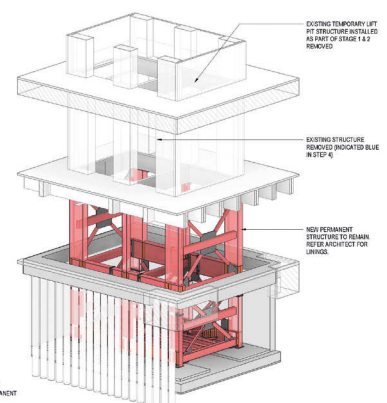 EXISTING TEMPORARY LIFT
PIT STRUCTURE INSTALLED
AS PART OF STAGE 1 & 2
REMOVED
EXISTING STRUCTURE
REMOVED (INDICATED BLUE
IN STEP 4)
NEW PERMANENT
STRUCTURE TO REMAIN.
REFER ARCHITECT FOR
LININGS.
ANENT